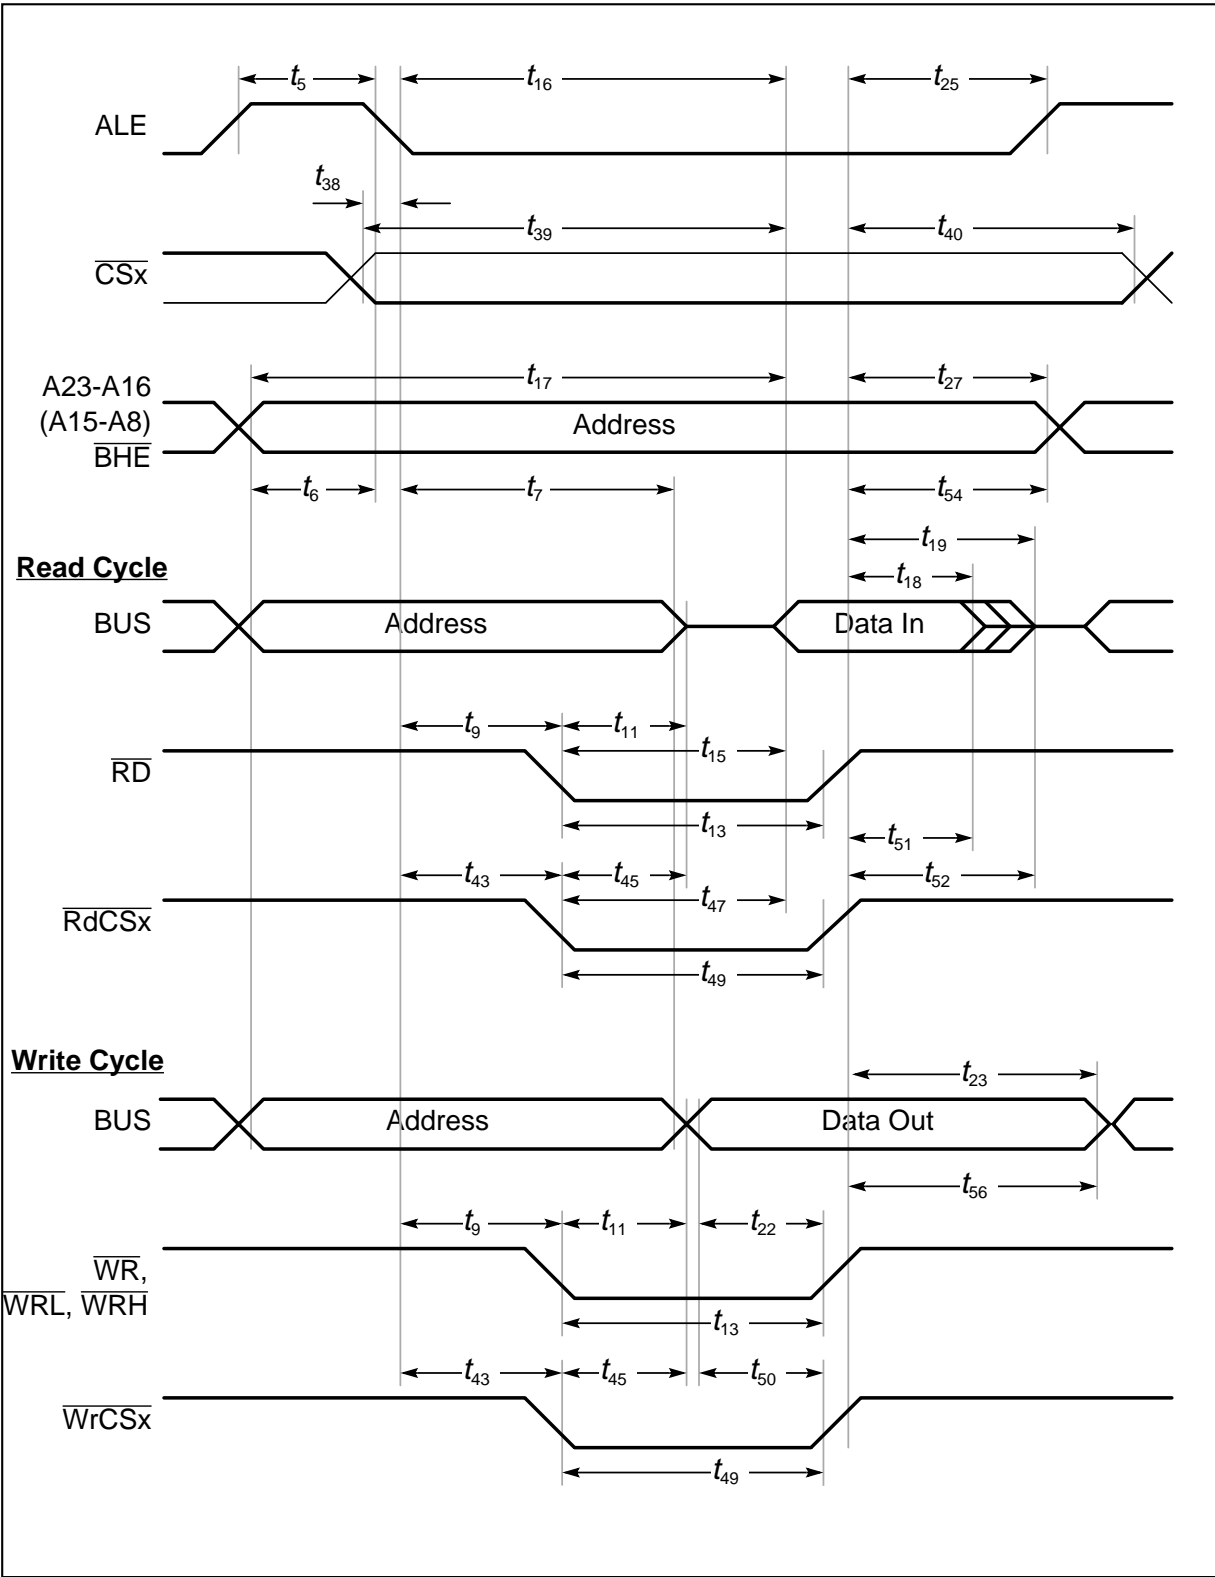 t5 t16 t25
ALE
t38
t39 t40
CSx
t17 t27
A23-A16
(A15-A8)
Address
BHE
t6 t7 t54
t19
Read Cycle
t18
BUS Address Data In
t9 t11
t15
RD
t13
t51
t43 t45 t52
t47
RdCSx
t49
Write Cycle
t23
BUS Address Data Out
t56
t9 t11 t22
WR,
WRL, WRH
t13
t43 t45 t50
WrCSx
t49